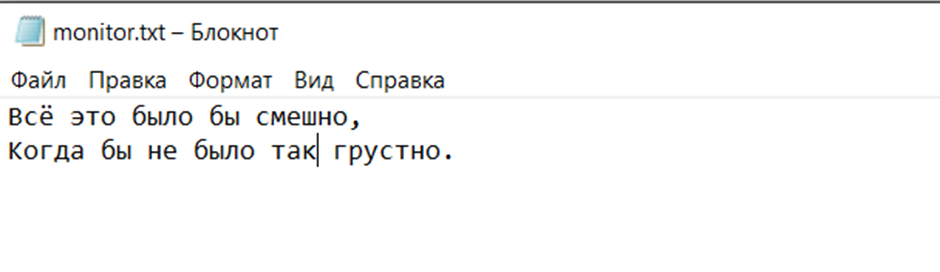 monitor.txt – Блокнот
Файл Правка Формат Вид Справка
Всё это было бы смешно,
Когда бы не было так грустно.